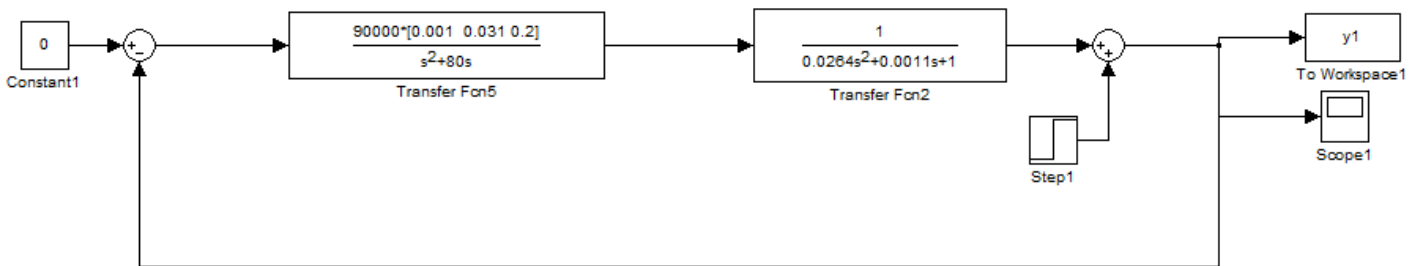 0
Constant1
90000*[0.001 0.031 0.2]
s²+80s
Transfer Fcn5
1
0.0264s²+0.0011s+1
Transfer Fcn2
Step1
y1
To Workspace1
Scope1